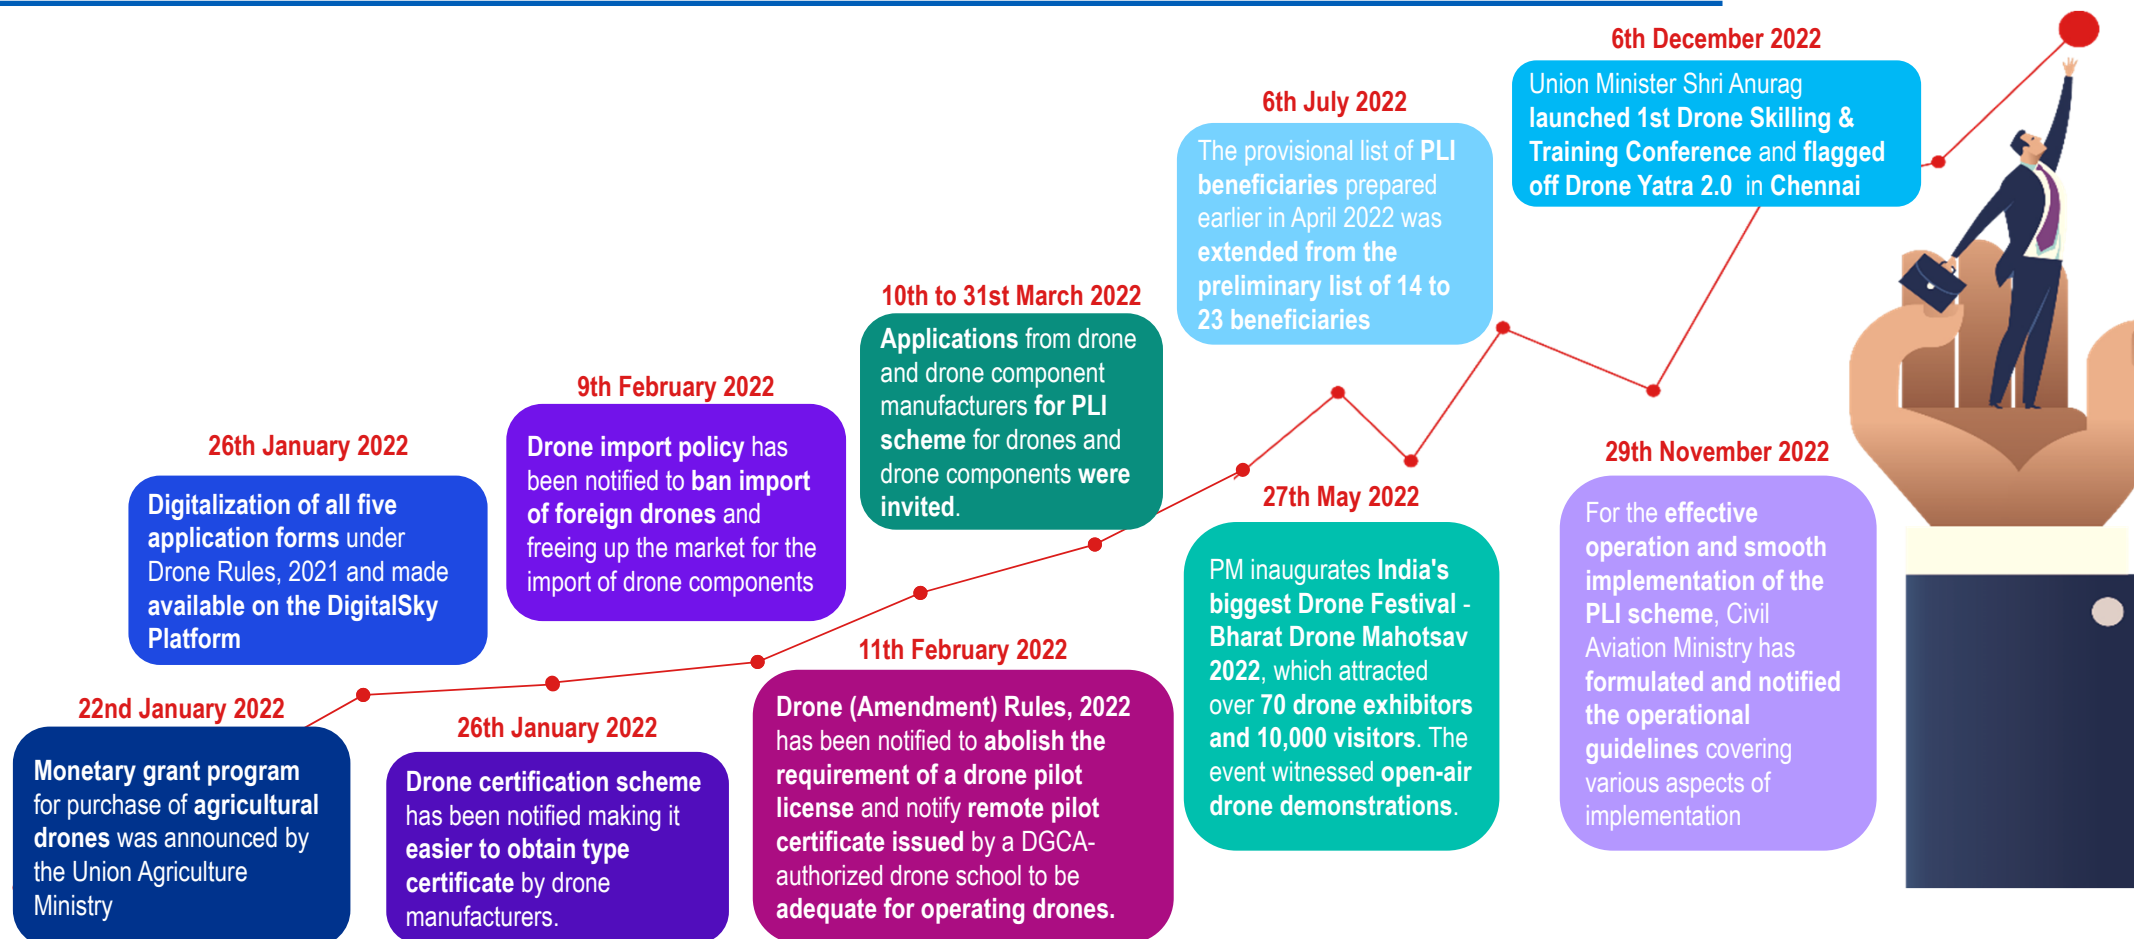 22nd January 2022
Monetary grant program
for purchase of agricultural
drones was announced by
the Union Agriculture
Ministry
26th January 2022
Digitalization of all five
application forms under
Drone Rules, 2021 and made
available on the DigitalSky
Platform
26th January 2022
Drone certification scheme
has been notified making it
easier to obtain type
certificate by drone
manufacturers.
9th February 2022
Drone import policy has
been notified to ban import
of foreign drones and
freeing up the market for the
import of drone components
11th February 2022
Drone (Amendment) Rules, 2022
has been notified to abolish the
requirement of a drone pilot
license and notify remote pilot
certificate issued by a DGCA-
authorized drone school to be
adequate for operating drones.
10th to 31st March 2022
Applications from drone
and drone component
manufacturers for PLI
scheme for drones and
drone components were
invited.
27th May 2022
PM inaugurates India's
biggest Drone Festival -
Bharat Drone Mahotsav
2022, which attracted
over 70 drone exhibitors
and 10,000 visitors. The
event witnessed open-air
drone demonstrations.
6th July 2022
The provisional list of PLI
beneficiaries prepared
earlier in April 2022 was
extended from the
preliminary list of 14 to
23 beneficiaries
29th November 2022
For the effective
operation and smooth
implementation of the
PLI scheme, Civil
Aviation Ministry has
formulated and notified
the operational
guidelines covering
various aspects of
implementation
6th December 2022
Union Minister Shri Anurag
launched 1st Drone Skilling &
Training Conference and flagged
off Drone Yatra 2.0 in Chennai